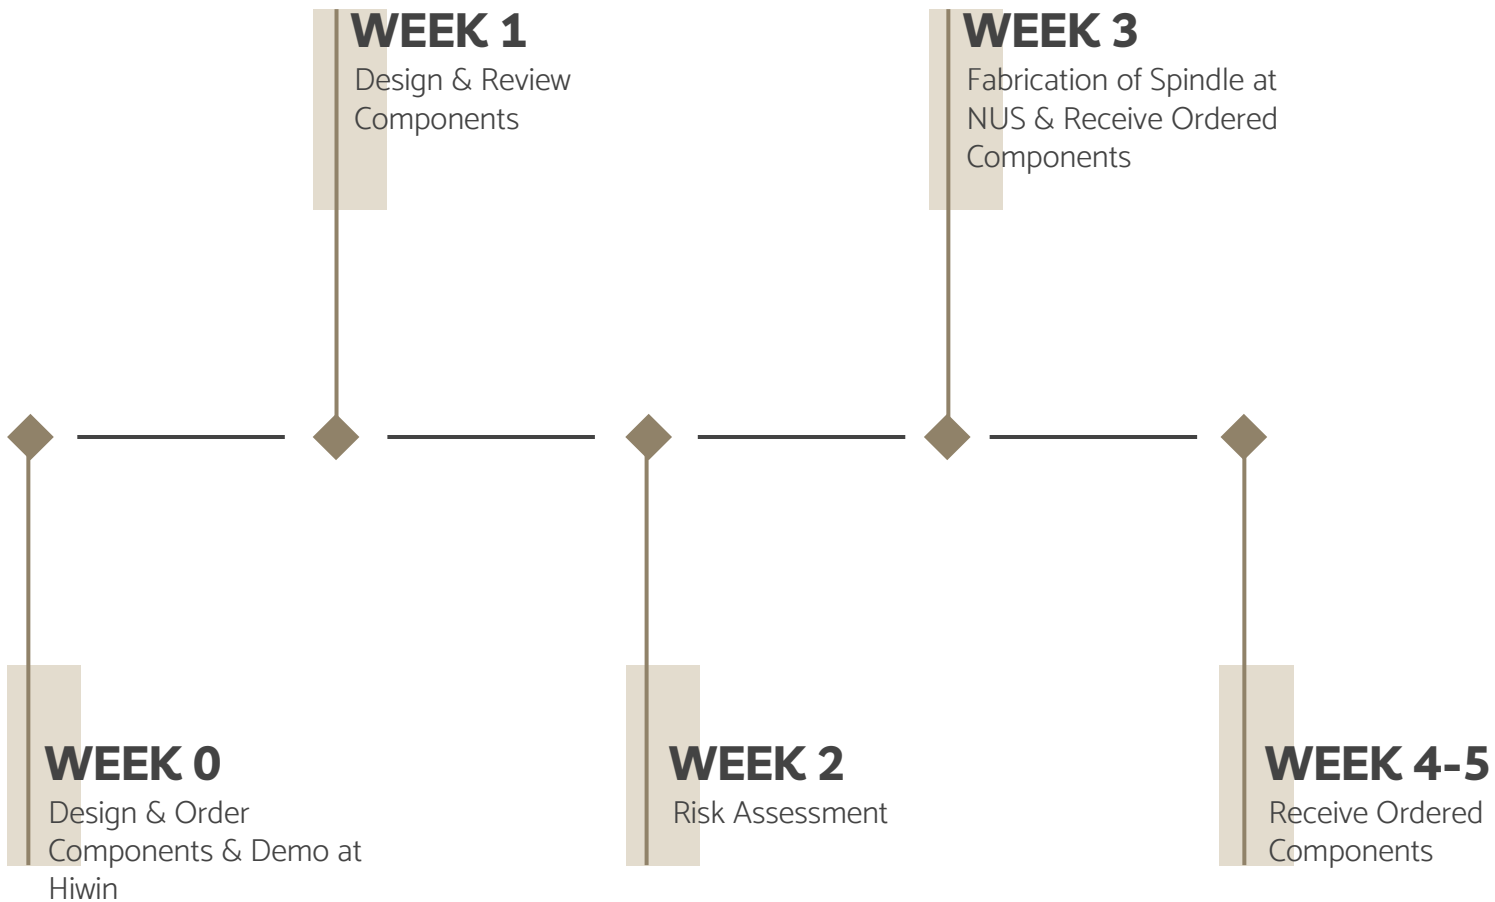 WEEK 1
Design & Review
Components
WEEK 3
Fabrication of Spindle at
NUS & Receive Ordered
Components
WEEK 0
Design & Order
Components & Demo at
Hiwin
WEEK 2
Risk Assessment
WEEK 4-5
Receive Ordered
Components